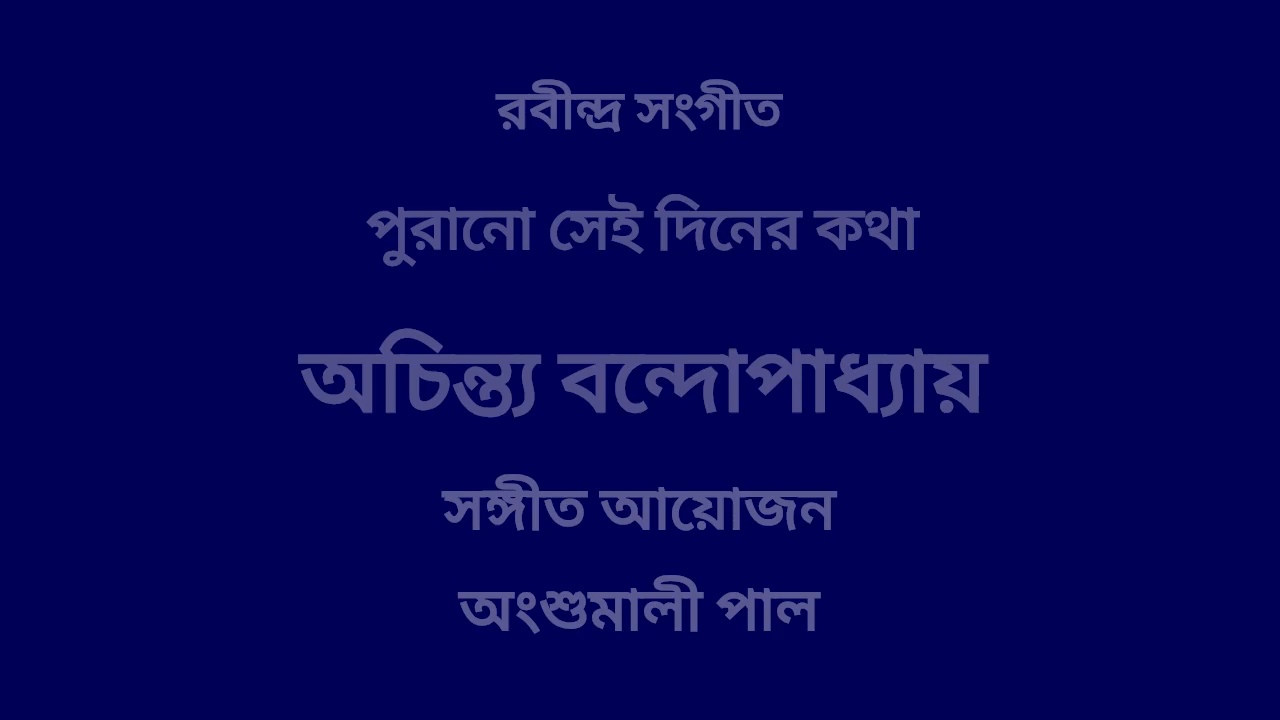 রবীন্দ্র সংগীত
পুরানো সেই দিনের কথা
অচিন্ত্য বন্দোপাধ্যায়
সঙ্গীত আয়োজন
অংশুমালী পাল